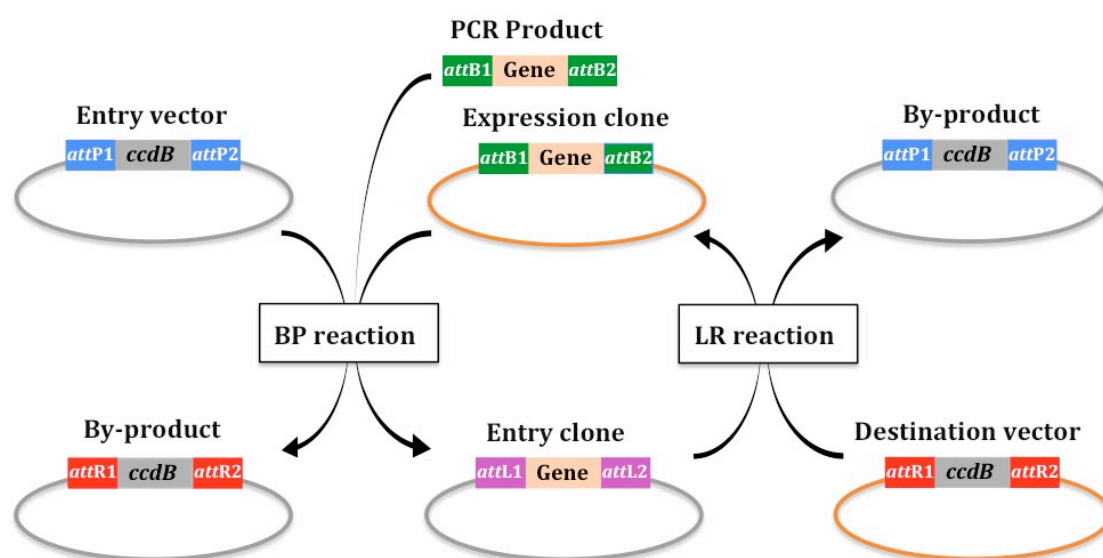 PCR Product
attB1 Gene attB2
Entry vector
attP1 ccdB attP2
Expression clone
attB1 Gene attB2
By-product
attP1 ccdB attP2
BP reaction
LR reaction
By-product
attR1 ccdB attR2
Entry clone
attL1 Gene attL2
Destination vector
attR1 ccdB attR2